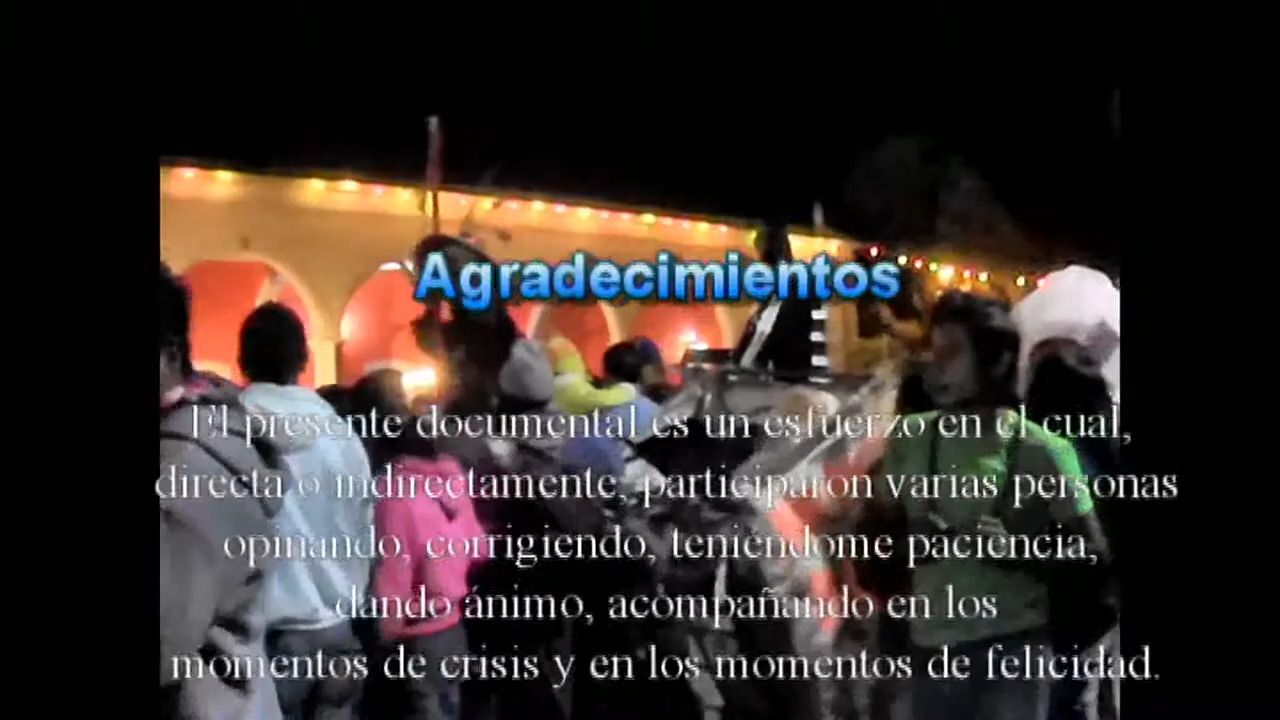 Agradecimientos
El presente documental es un esfuerzo en el cual,
directa o indirectamente, participaron varias personas
opinando, corrigiendo, teniéndome paciencia,
dando ánimo, acompañando en los
momentos de crisis y en los momentos de felicidad.